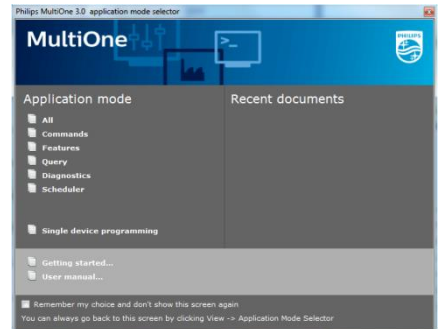 Philips MultiOne 3.0 application mode selector
MultiOne
>_
PHILIPS
Application mode
All
Commands
Features
Query
Diagnostics
Scheduler
Single device programming
Recent documents
Getting started...
User manual...
Remember my choice and don't show this screen again
You can always go back to this screen by clicking View -> Application Mode Selector